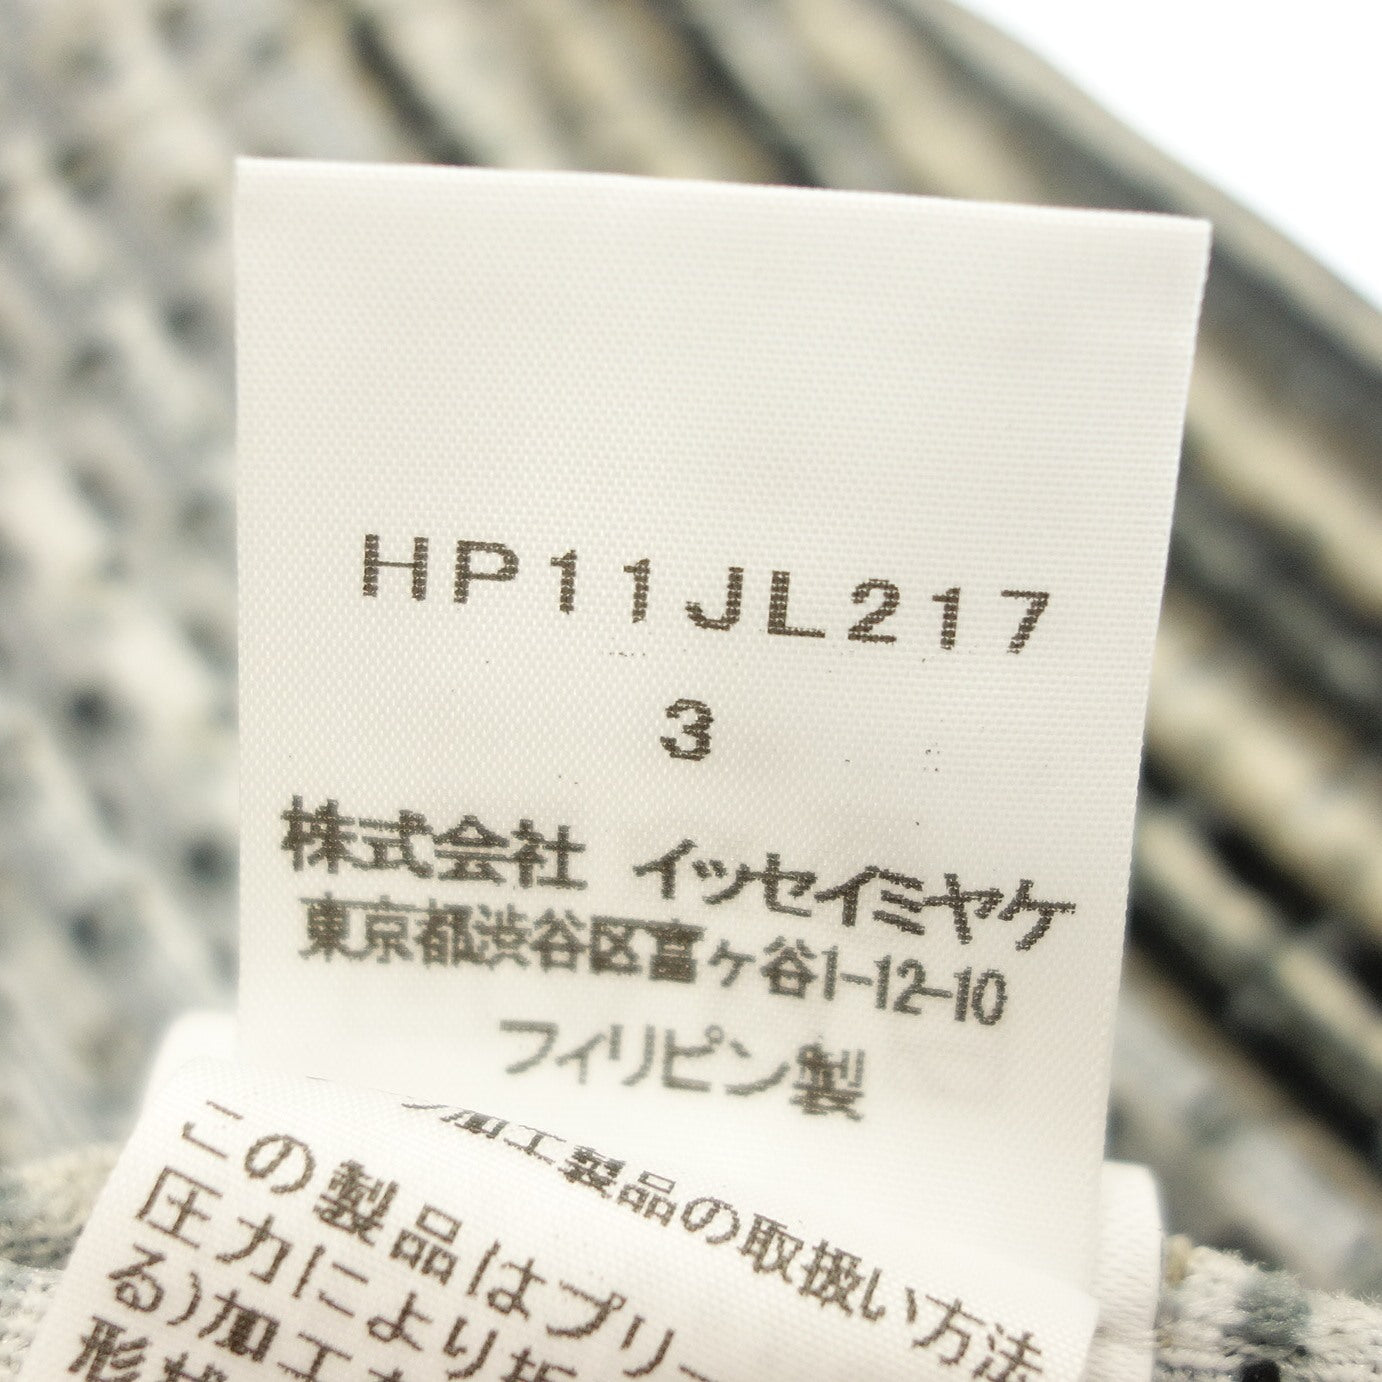 HP11JL217
3
株式会社 イッセイミヤケ
東京都渋谷区富ヶ谷1-12-10
フィリピン製
加工製品の取扱い方法
この製品はプリー
圧力により折
る)加工
形状